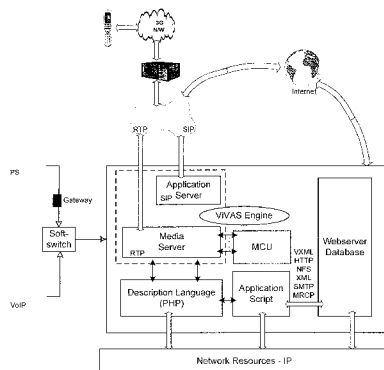 3G
N/W
Internet
RTP
SIP
PS
Gateway
Soft-
switch
VoIP
Application
Server
SIP
ViVAS Engine
Media
Server
RTP
MCU
VXML
HTTP
NFS
XML
SMTP
MRCP
Webserver
Database
Description Language
(PHP)
Application
Script
Network Resources - IP